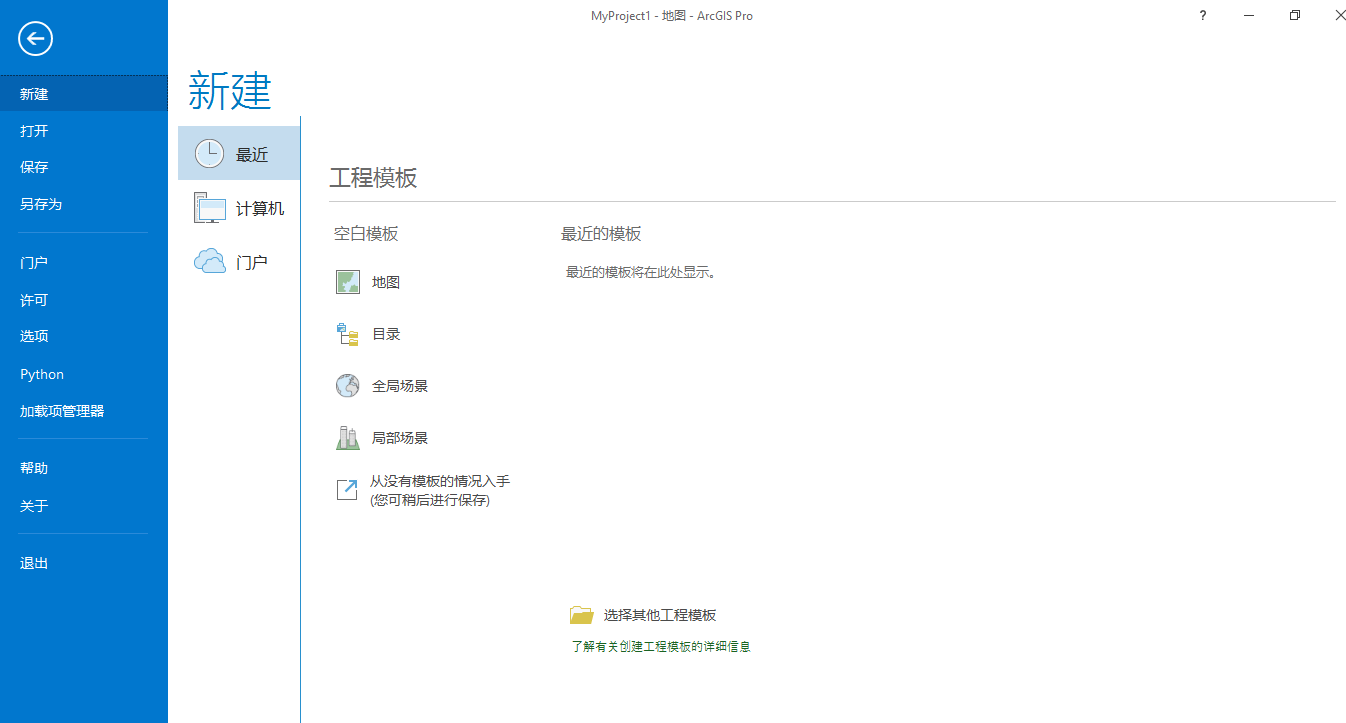 MyProject1 - 地图 - ArcGIS Pro
?
新建
打开
保存
另存为
门户
许可
选项
Python
加载项管理器
帮助
关于
退出
新建
最近
计算机
门户
工程模板
空白模板
地图
目录
全局场景
局部场景
从没有模板的情况入手
(您可稍后进行保存)
最近的模板
最近的模板将在此处显示。
选择其他工程模板
了解有关创建工程模板的详细信息